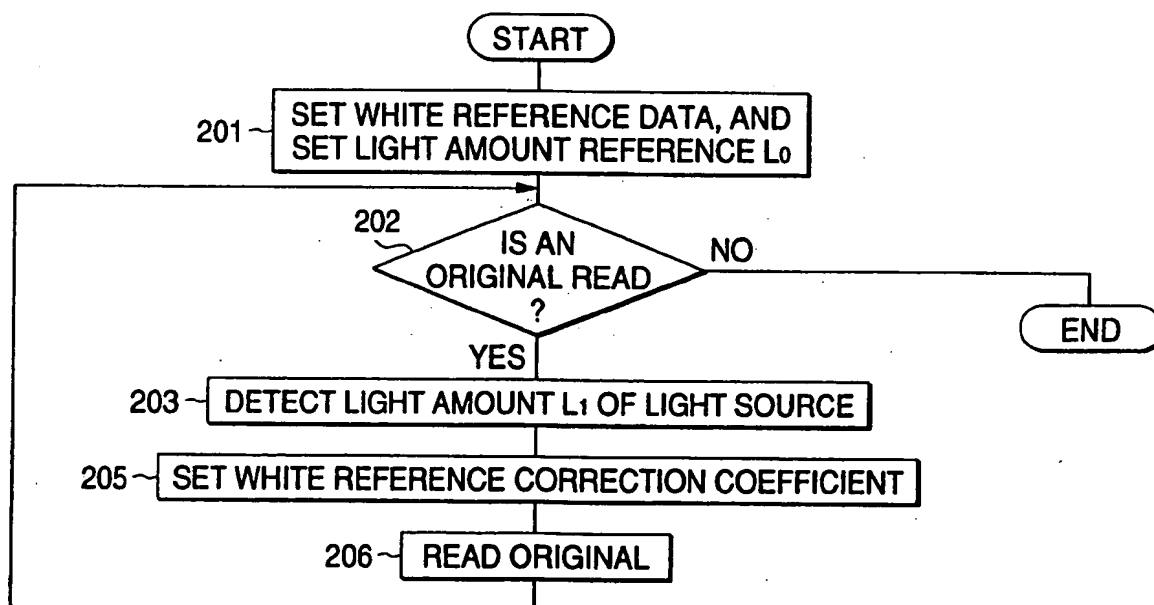 START
201
SET WHITE REFERENCE DATA, AND
SET LIGHT AMOUNT REFERENCE L0
202
IS AN
ORIGINAL READ
?
NO
END
YES
203
DETECT LIGHT AMOUNT L1 OF LIGHT SOURCE
205
SET WHITE REFERENCE CORRECTION COEFFICIENT
206
READ ORIGINAL